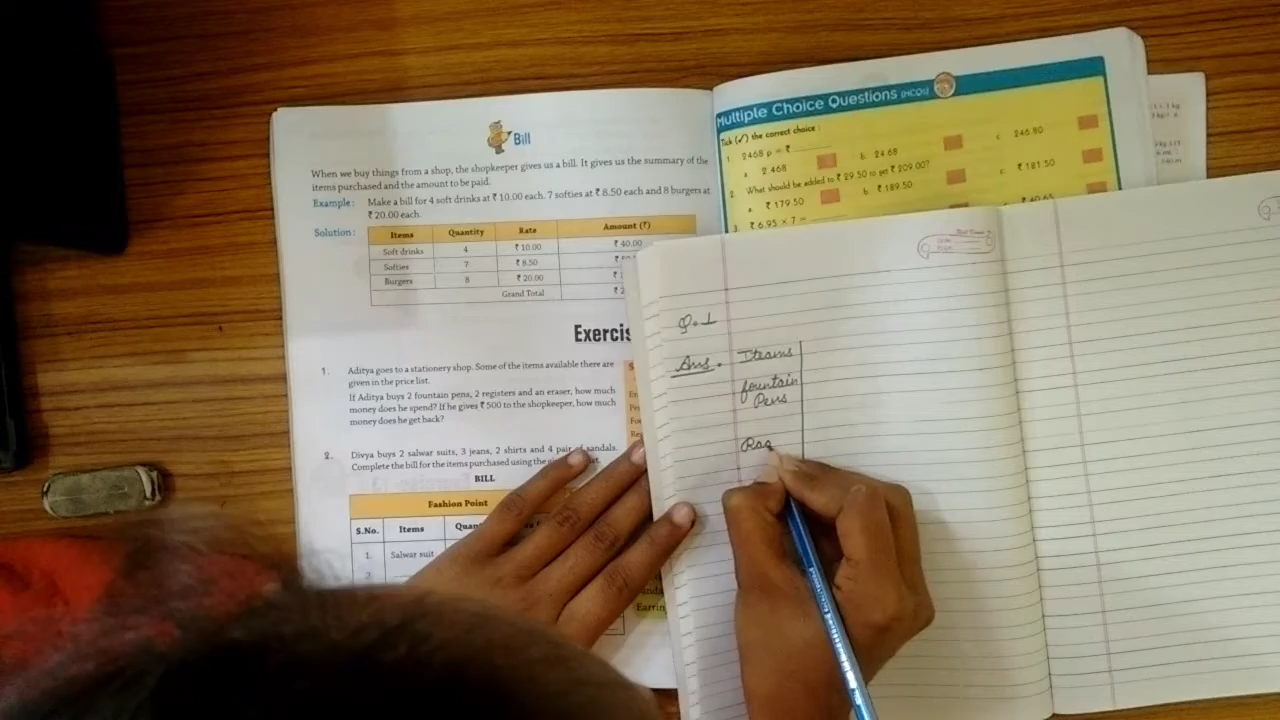 Bill
When we buy things from a shop, the shopkeeper gives us a bill. It gives us the summary of the
items purchased and the amount to be paid.
Example: Make a bill for 4 soft drinks at ₹ 10.00 each. 7 softies at ₹ 8.50 each and 8 burgers at
₹ 20.00 each.
Solution:
Items Quantity Rate Amount (₹)
Soft drinks 4 ₹ 10.00 ₹ 40.00
Softies 7 ₹ 8.50
Burgers 8 ₹ 20.00
Grand Total
Exercis
1. Aditya goes to a stationery shop. Some of the items available there are
given in the price list.
If Aditya buys 2 fountain pens, 2 registers and an eraser, how much
money does he spend? If he gives ₹ 500 to the shopkeeper, how much
money does he get back?
2. Divya buys 2 salwar suits, 3 jeans, 2 shirts and 4 pair of sandals.
Complete the bill for the items purchased using the
BILL
Fashion Point
S.No. Items Quan
1. Salwar suit
2.
Earrin
Multiple Choice Questions (MCQs)
Tick (✓) the correct choice :
1. 2468 p = ₹
a. 2.468 b. 24.68 c. 246.80
2. What should be added to ₹ 29.50 to get ₹ 209.00?
a. ₹ 179.50 b. ₹ 189.50 c. ₹ 181.50
3. ₹ 6.95 × 7 =
Q.1
Ans. Iteams
fountain
Pens
Rag